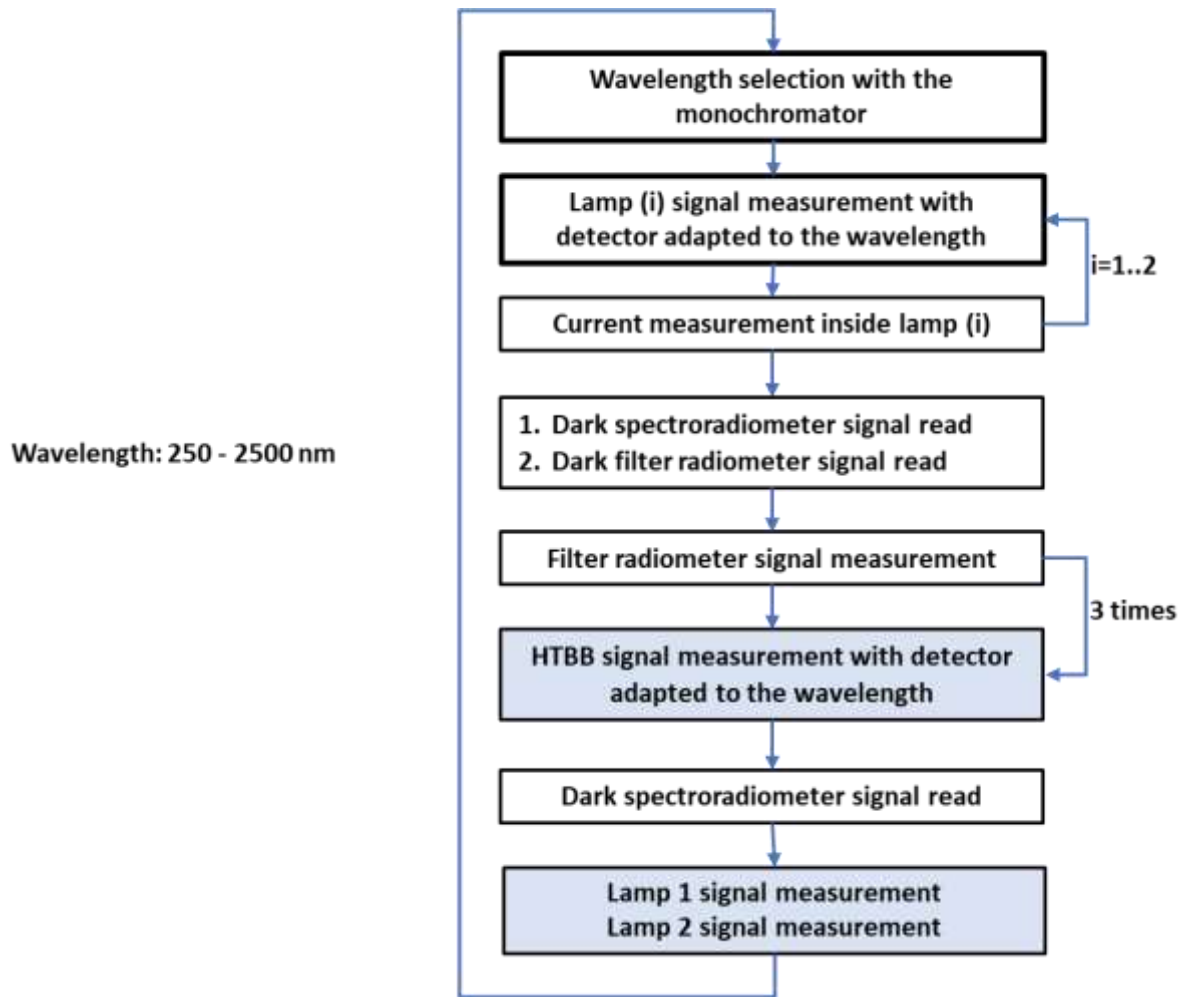 Wavelength selection with the
monochromator
Lamp (i) signal measurement with
detector adapted to the wavelength
i=1..2
Current measurement inside lamp (i)
1. Dark spectroradiometer signal read
2. Dark filter radiometer signal read
Wavelength: 250 - 2500 nm
Filter radiometer signal measurement
3 times
HTBB signal measurement with detector
adapted to the wavelength
Dark spectroradiometer signal read
Lamp 1 signal measurement
Lamp 2 signal measurement